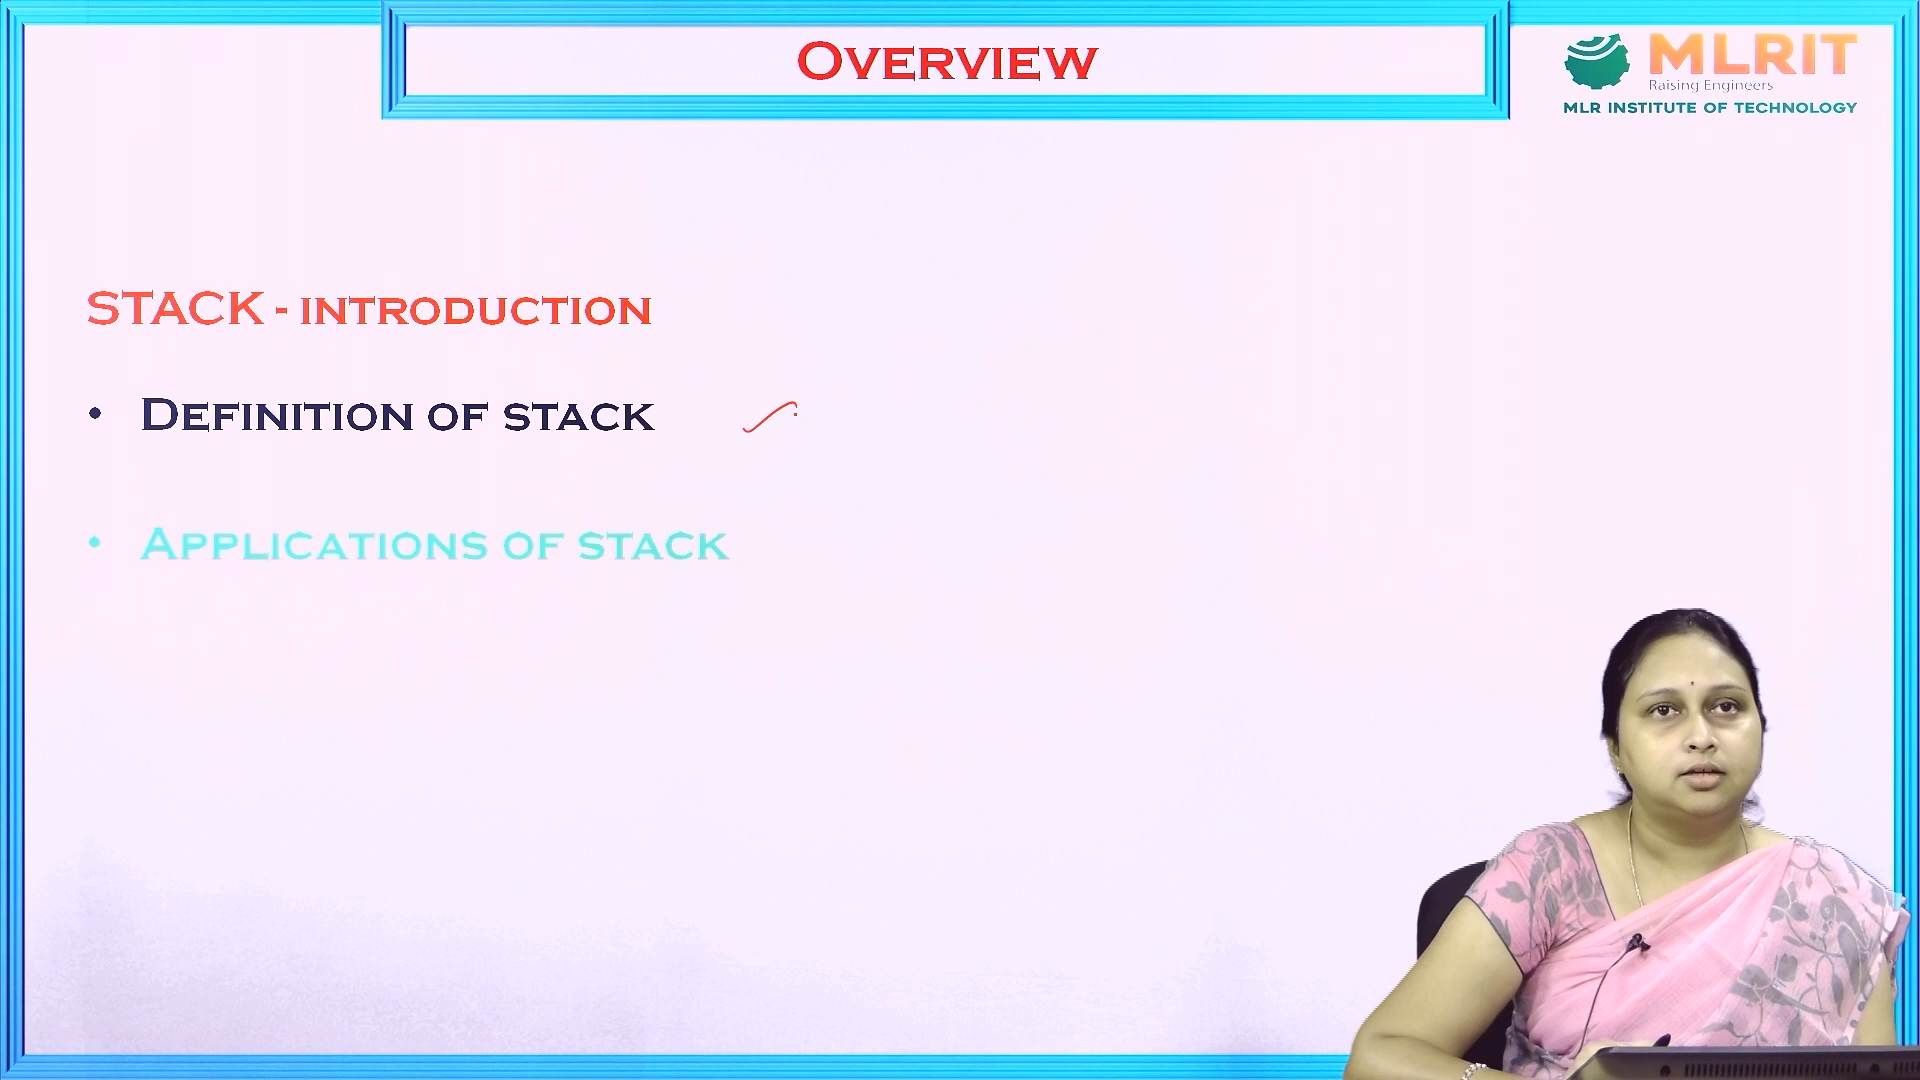 OVERVIEW
MLRIT
Raising Engineers
MLR INSTITUTE OF TECHNOLOGY
STACK - INTRODUCTION
• DEFINITION OF STACK
• APPLICATIONS OF STACK